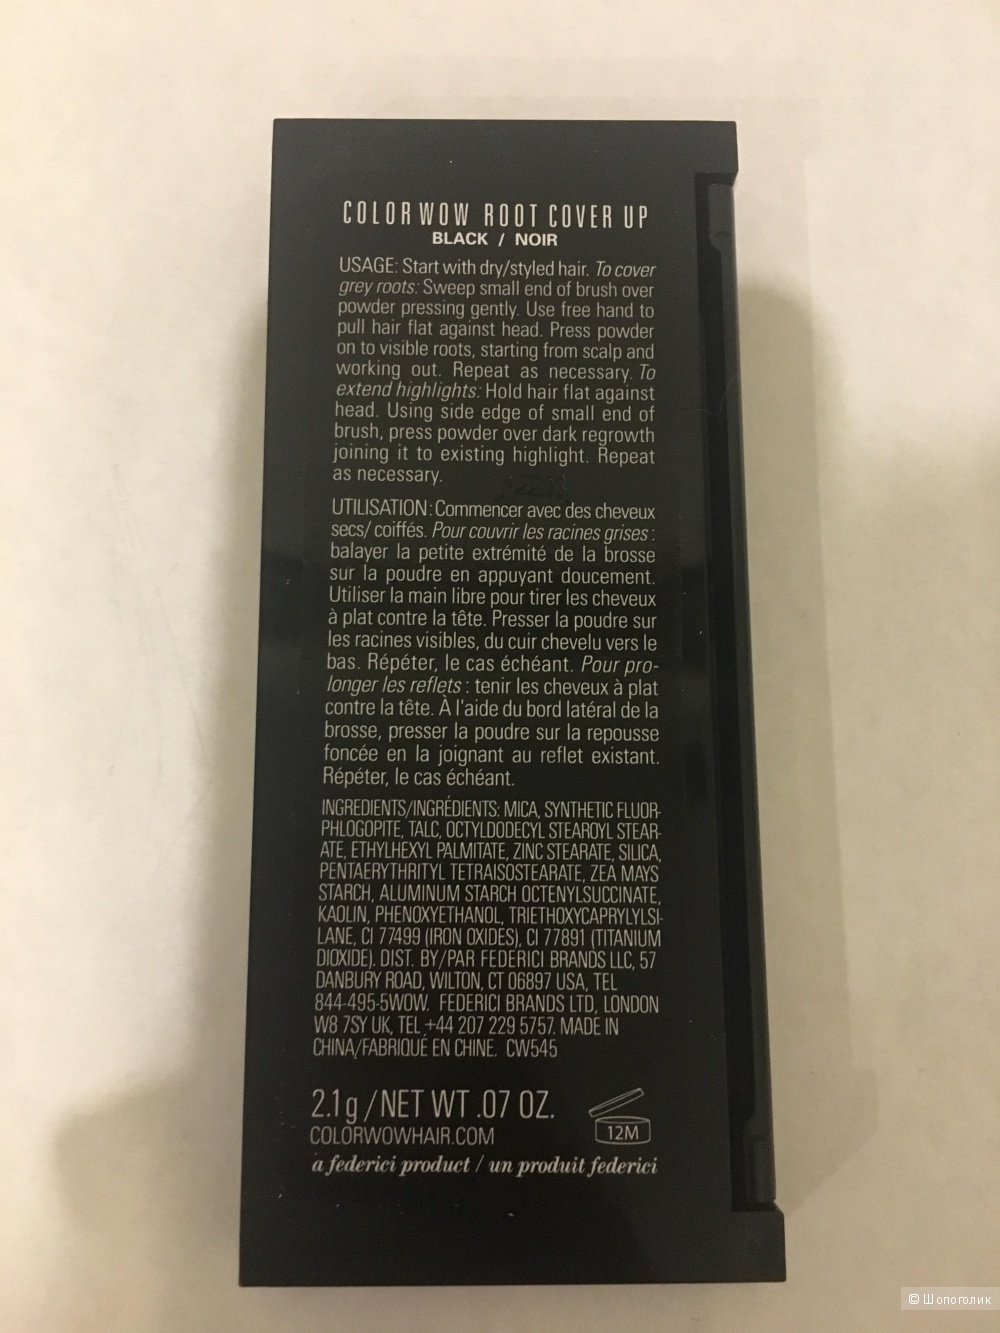 COLOR WOW ROOT COVER UP
BLACK / NOIR
USAGE: Start with dry/styled hair. To cover
grey roots: Sweep small end of brush over
powder pressing gently. Use free hand to
pull hair flat against head. Press powder
on to visible roots, starting from scalp and
working out. Repeat as necessary. To
extend highlights: Hold hair flat against
head. Using side edge of small end of
brush, press powder over dark regrowth
joining it to existing highlight. Repeat
as necessary.
UTILISATION: Commencer avec des cheveux
secs/ coiffés. Pour couvrir les racines grises :
balayer la petite extrémité de la brosse
sur la poudre en appuyant doucement.
Utiliser la main libre pour tirer les cheveux
à plat contre la tête. Presser la poudre sur
les racines visibles, du cuir chevelu vers le
bas. Répéter, le cas échéant. Pour pro-
longer les reflets : tenir les cheveux à plat
contre la tête. À l'aide du bord latéral de la
brosse, presser la poudre sur la repousse
foncée en la joignant au reflet existant.
Répéter, le cas échéant.
INGREDIENTS/INGRÉDIENTS: MICA, SYNTHETIC FLUOR-
PHLOGOPITE, TALC, OCTYLDODECYL STEAROYL STEAR-
ATE, ETHYLHEXYL PALMITATE, ZINC STEARATE, SILICA,
PENTAERYTHRITYL TETRAISOSTEARATE, ZEA MAYS
STARCH, ALUMINUM STARCH OCTENYLSUCCINATE,
KAOLIN, PHENOXYETHANOL, TRIETHOXYCAPRYLYLSI-
LANE, CI 77499 (IRON OXIDES), CI 77891 (TITANIUM
DIOXIDE). DIST. BY/PAR FEDERICI BRANDS LLC, 57
DANBURY ROAD, WILTON, CT 06897 USA, TEL
844-495-5WOW. FEDERICI BRANDS LTD, LONDON
W8 7SY UK, TEL +44 207 229 5757. MADE IN
CHINA/FABRIQUÉ EN CHINE. CW545
2.1g/NET WT .07 OZ.
COLORWOWHAIR.COM
12M
a federici product / un produit federici
© Шопоголик